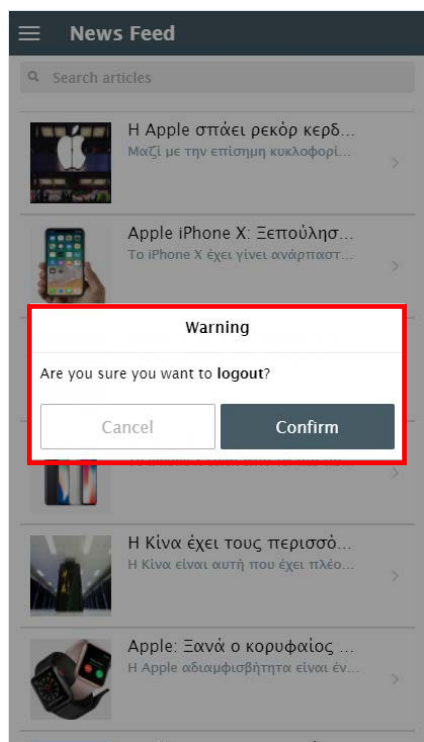 News Feed
Search articles
Η Apple σπάει ρεκόρ κερδ...
Μαζί με την επίσημη κυκλοφορί...
Apple iPhone X: Ξεπούλησ...
Το iPhone X έχει γίνει ανάρπαστ...
Warning
Are you sure you want to logout?
Cancel
Confirm
Η Κίνα έχει τους περισσό...
Η Κίνα είναι αυτή που έχει πλέο...
Apple: Ξανά ο κορυφαίος ...
Η Apple αδιαμφισβήτητα είναι έν...